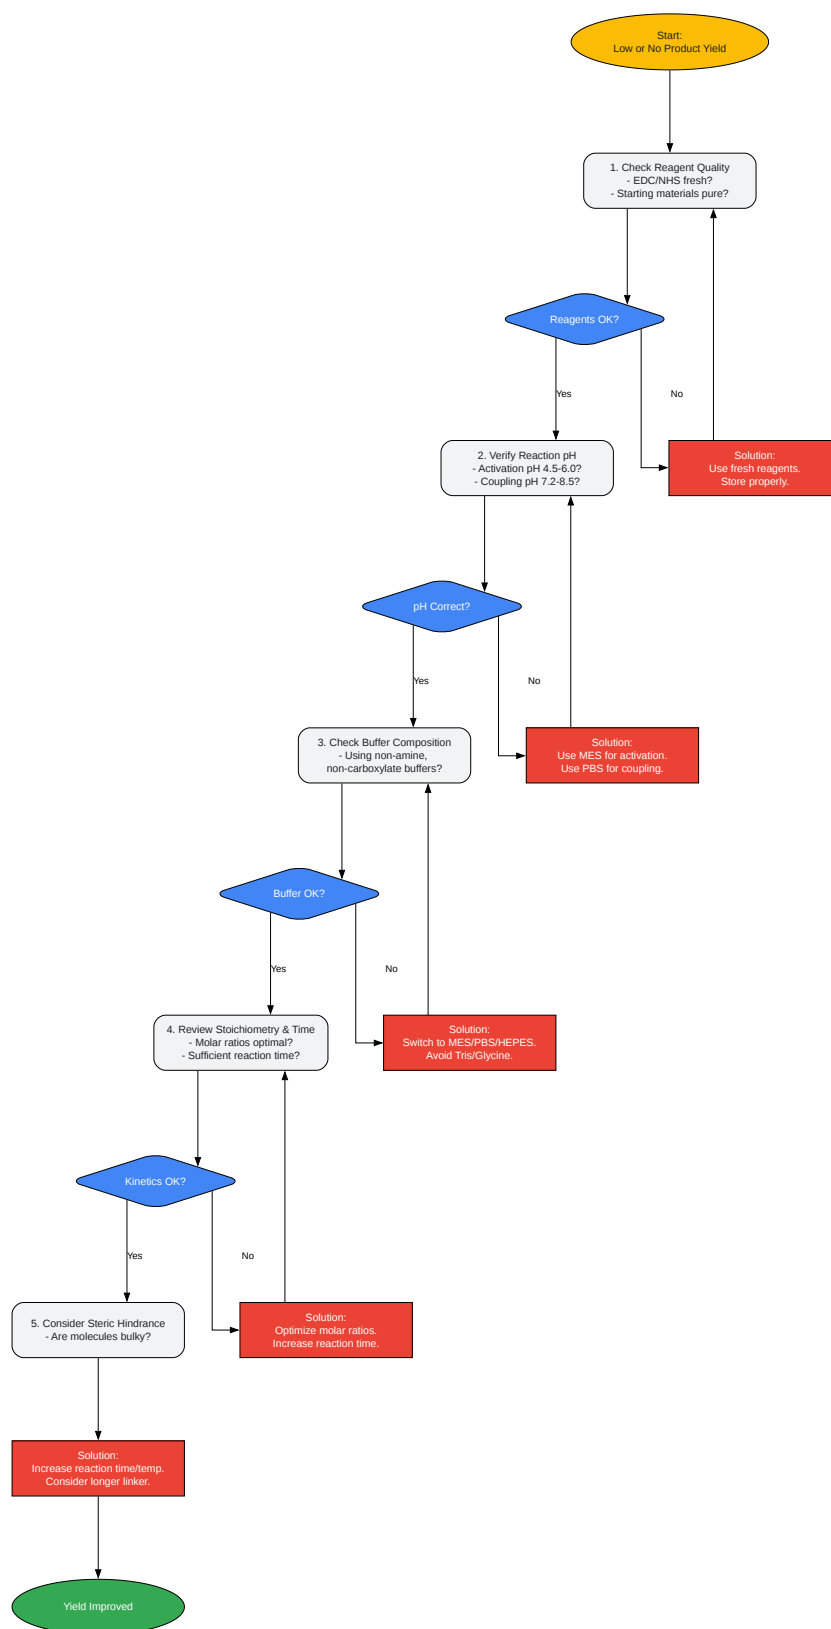 Start:
Low or No Product Yield
1. Check Reagent Quality
- EDC/NHS fresh?
- Starting materials pure?
Reagents OK?
Yes
No
2. Verify Reaction pH
- Activation pH 4.5-6.0?
- Coupling pH 7.2-8.5?
Solution:
Use fresh reagents.
Store properly.
pH Correct?
Yes
No
3. Check Buffer Composition
- Using non-amine,
non-carboxylate buffers?
Solution:
Use MES for activation.
Use PBS for coupling.
Buffer OK?
Yes
No
4. Review Stoichiometry & Time
- Molar ratios optimal?
- Sufficient reaction time?
Solution:
Switch to MES/PBS/HEPES.
Avoid Tris/Glycine.
Kinetics OK?
Yes
No
5. Consider Steric Hindrance
- Are molecules bulky?
Solution:
Optimize molar ratios.
Increase reaction time.
Solution:
Increase reaction time/temp.
Consider longer linker.
Yield Improved